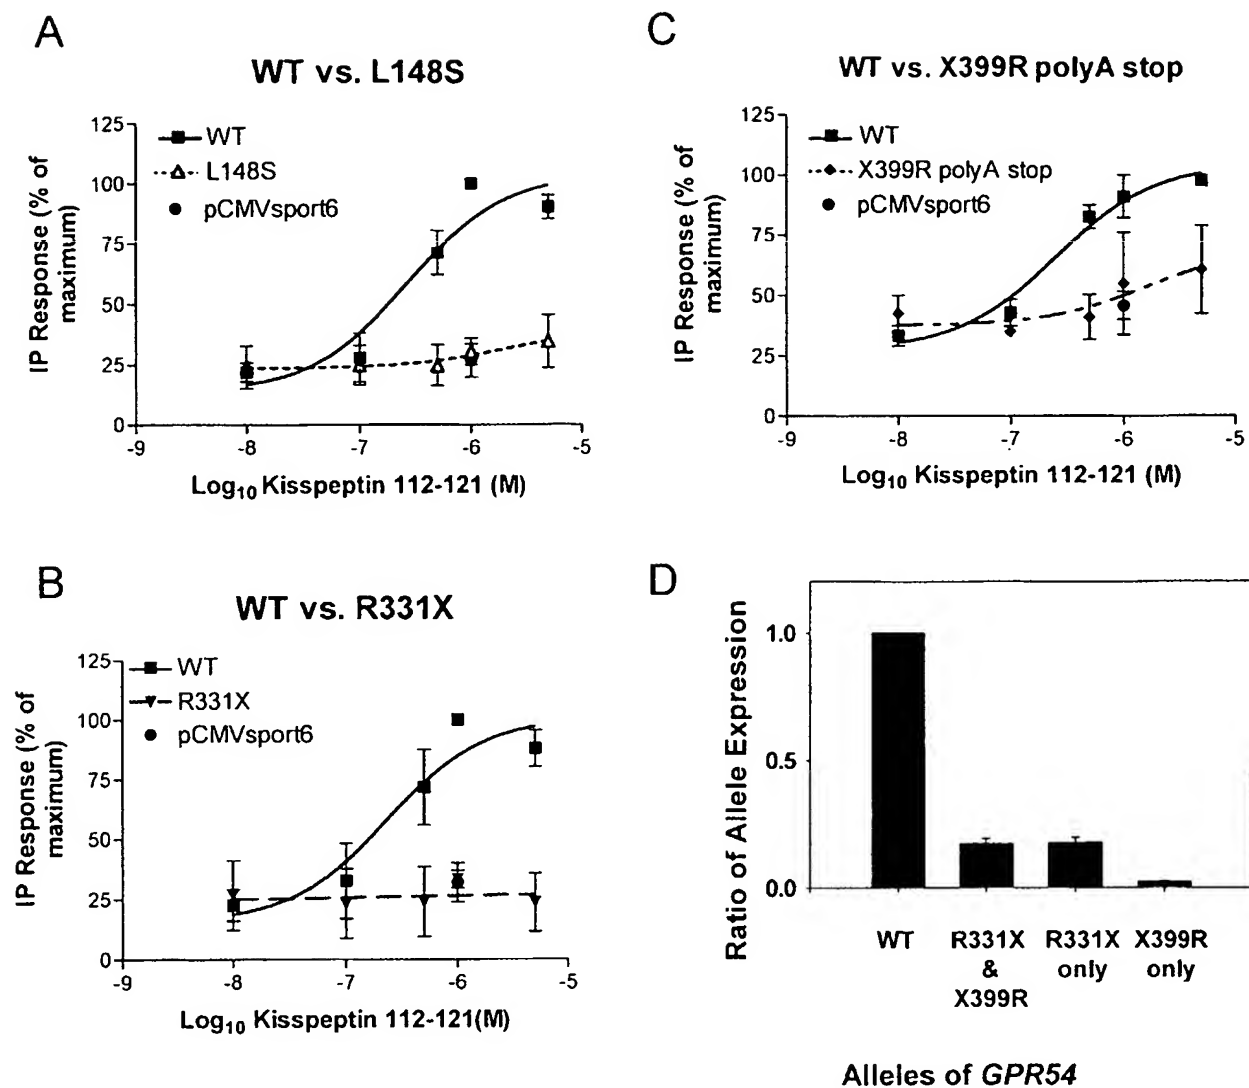 A
WT vs. L148S
IP Response (% of
maximum)
125
100
75
50
25
0
WT
L148S
pCMVsport6
-9
-8
-7
-6
-5
Log10 Kisspeptin 112-121 (M)
B
WT vs. R331X
IP Response (% of
maximum)
125
100
75
50
25
0
WT
R331X
pCMVsport6
-9
-8
-7
-6
-5
Log10 Kisspeptin 112-121(M)
C
WT vs. X399R polyA stop
IP Response (% of
maximum)
125
100
75
50
25
0
WT
X399R polyA stop
pCMVsport6
-9
-8
-7
-6
-5
Log10 Kisspeptin 112-121 (M)
D
Ratio of Allele Expression
1.0
0.5
0.0
WT
R331X
&
X399R
R331X
only
X399R
only
Alleles of GPR54